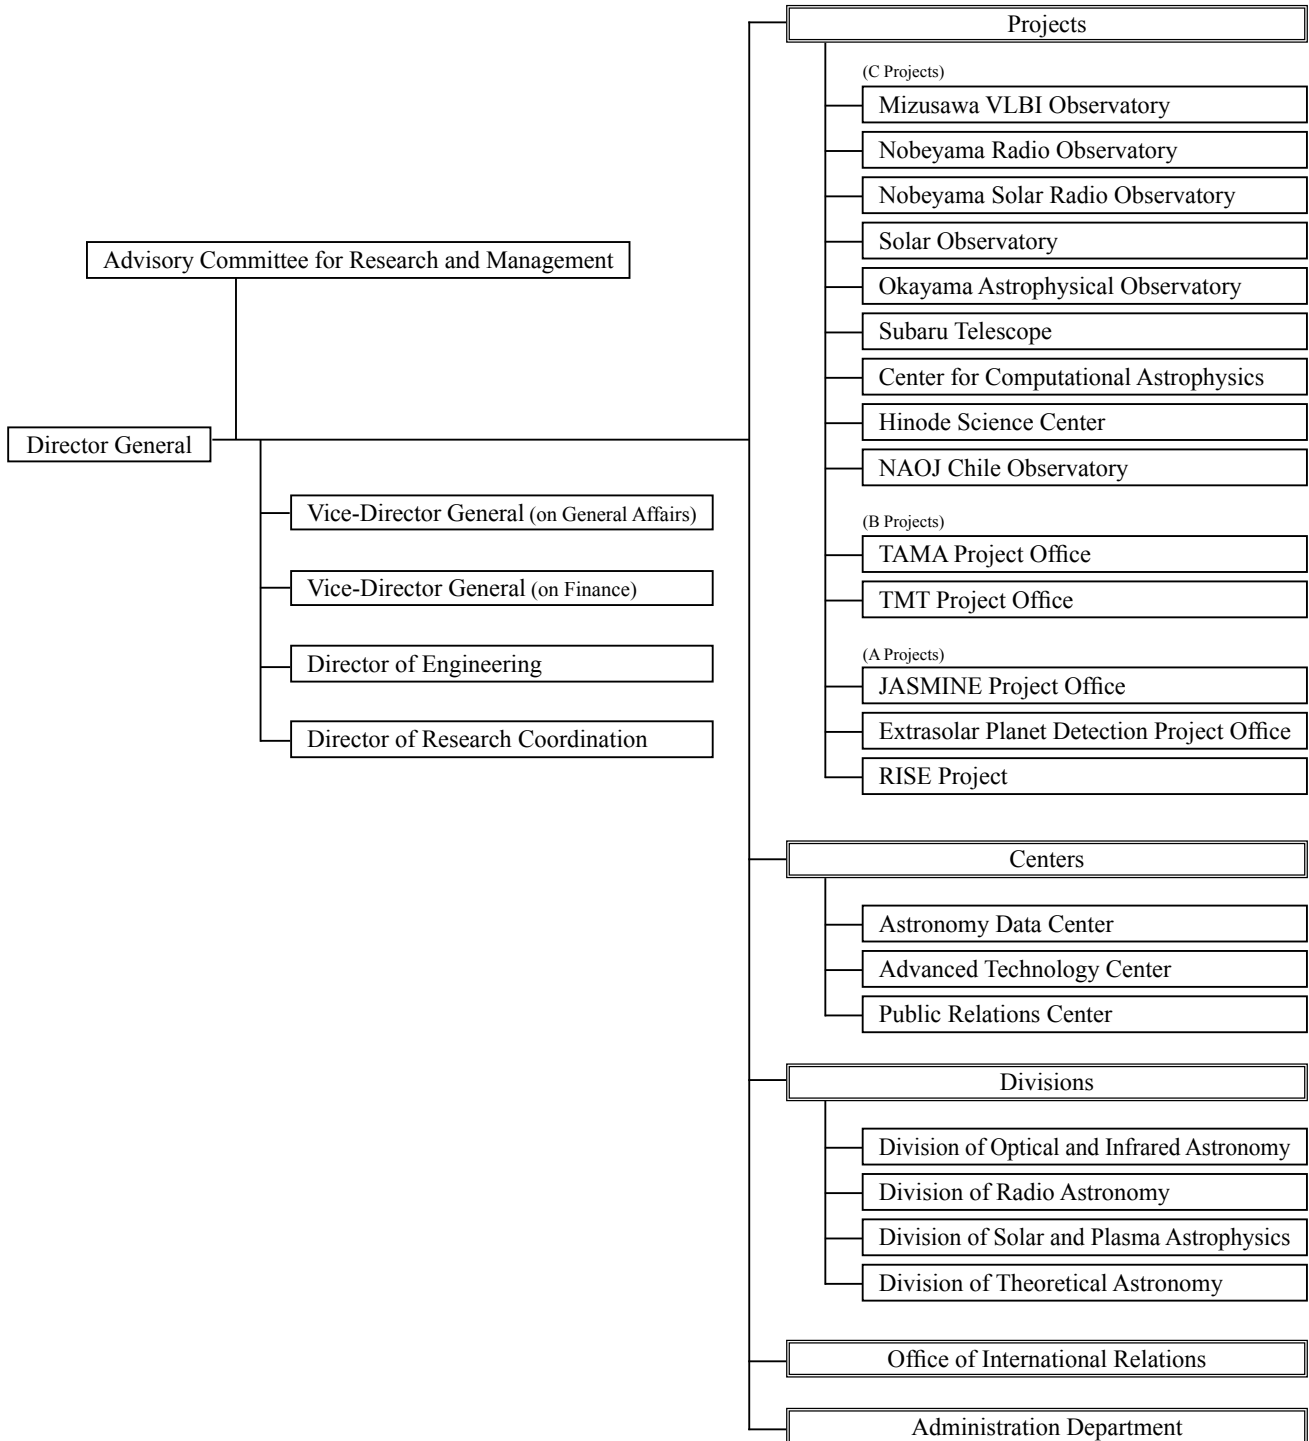 Director General
Advisory Committee for Research and Management
Vice-Director General (on General Affairs)
Vice-Director General (on Finance)
Director of Engineering
Director of Research Coordination
Projects
(C Projects)
Mizusawa VLBI Observatory
Nobeyama Radio Observatory
Nobeyama Solar Radio Observatory
Solar Observatory
Okayama Astrophysical Observatory
Subaru Telescope
Center for Computational Astrophysics
Hinode Science Center
NAOJ Chile Observatory
(B Projects)
TAMA Project Office
TMT Project Office
(A Projects)
JASMINE Project Office
Extrasolar Planet Detection Project Office
RISE Project
Centers
Astronomy Data Center
Advanced Technology Center
Public Relations Center
Divisions
Division of Optical and Infrared Astronomy
Division of Radio Astronomy
Division of Solar and Plasma Astrophysics
Division of Theoretical Astronomy
Office of International Relations
Administration Department